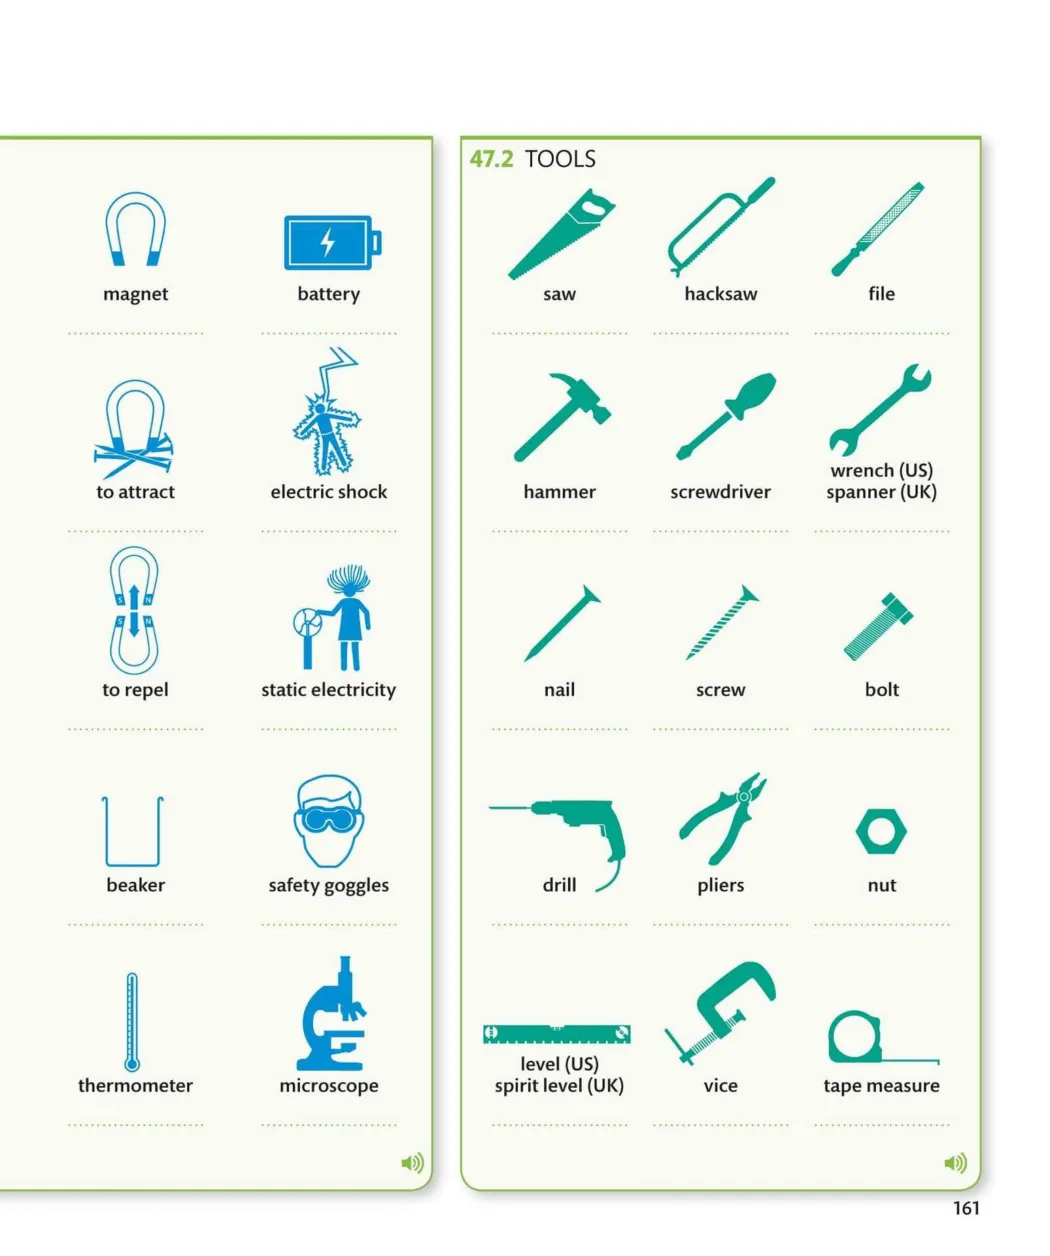 magnet
battery
to attract
electric shock
S N
S N
to repel
static electricity
beaker
safety goggles
thermometer
microscope
47.2 TOOLS
saw
hacksaw
file
hammer
screwdriver
wrench (US)
spanner (UK)
nail
screw
bolt
drill
pliers
nut
level (US)
spirit level (UK)
vice
tape measure
161